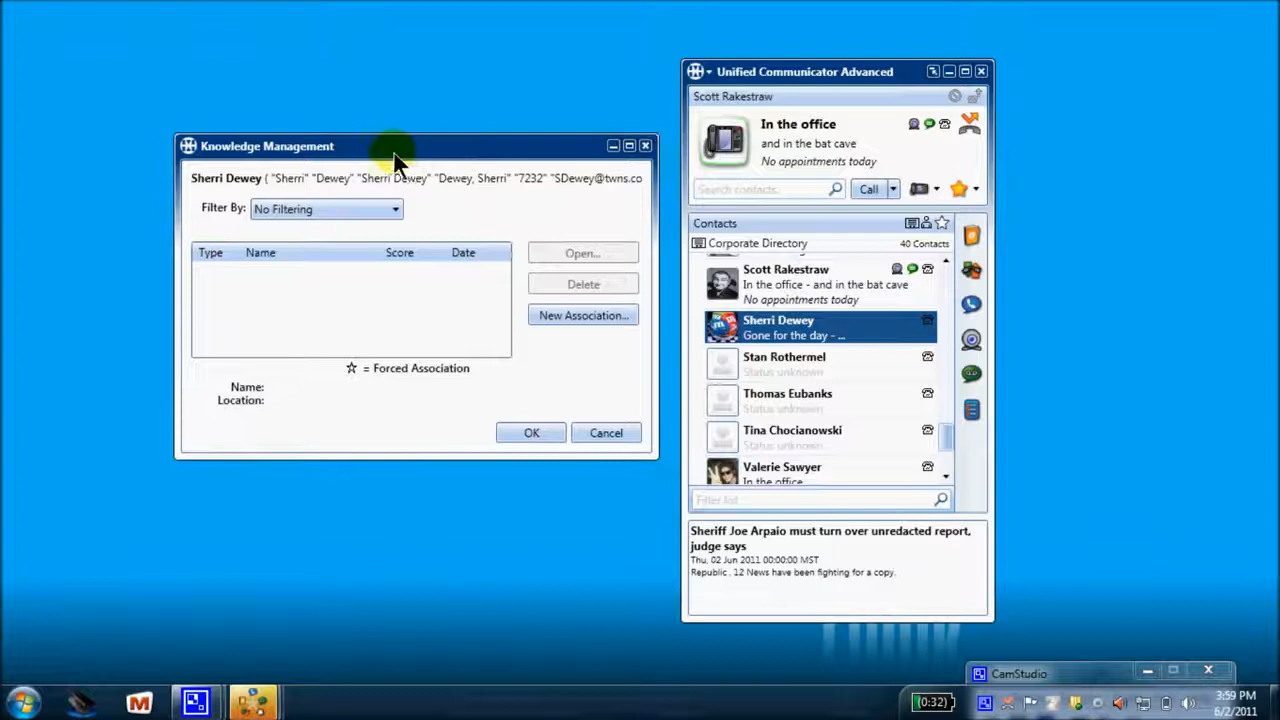 Unified Communicator Advanced
Scott Rakestraw
In the office
and in the bat cave
No appointments today
Search contacts...
Call
Contacts
Corporate Directory
40 Contacts
Scott Rakestraw
In the office - and in the bat cave
No appointments today
Sherri Dewey
Gone for the day - ...
Stan Rothermel
Status unknown
Thomas Eubanks
Status unknown
Tina Chocianowski
Status unknown
Valerie Sawyer
In the office
Filter list
Sheriff Joe Arpaio must turn over unredacted report,
judge says
Thu, 02 Jun 2011 00:00:00 MST
Republic , 12 News have been fighting for a copy.
Knowledge Management
Sherri Dewey ( "Sherri" "Dewey" "Sherri Dewey" "Dewey, Sherri" "7232" "SDewey@twns.co
Filter By: No Filtering
Type Name Score Date
Open...
Delete
New Association...
☆ = Forced Association
Name:
Location:
OK Cancel
CamStudio
(0:32)
3:59 PM
6/2/2011